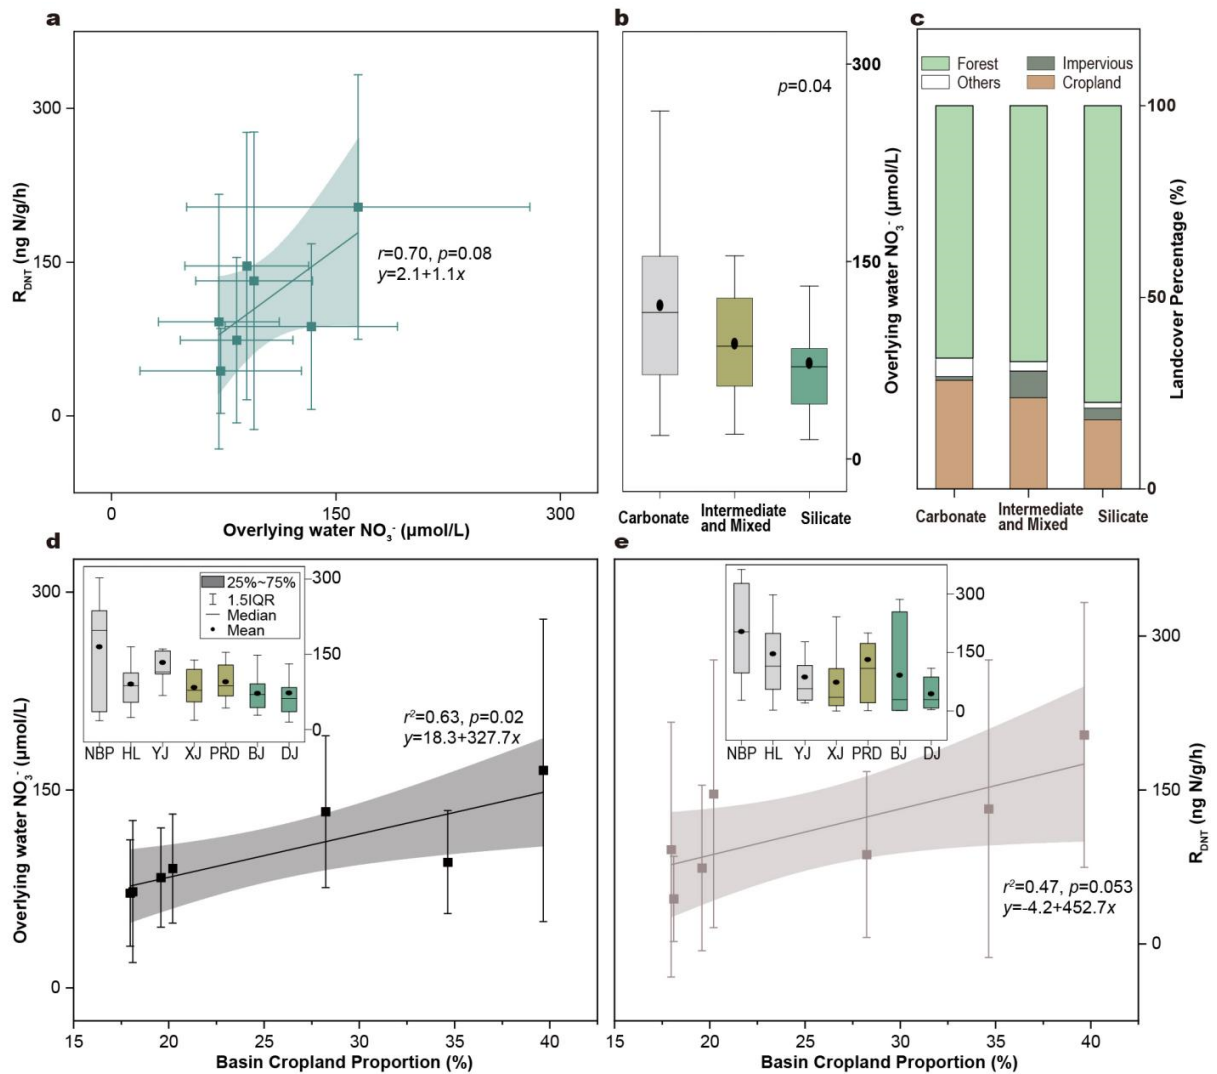 a
300
150
0
R_DNT (ng N/g/h)
r=0.70, p=0.08
y=2.1+1.1x
0
150
300
Overlying water NO₃⁻ (µmol/L)
b
p=0.04
300
150
0
Overlying water NO₃⁻ (µmol/L)
Carbonate
Intermediate
and Mixed
Silicate
c
Forest
Impervious
Others
Cropland
100
50
0
Landcover Percentage (%)
Carbonate
Intermediate
and Mixed
Silicate
d
300
150
0
Overlying water NO₃⁻ (µmol/L)
25%~75%
1.5IQR
Median
Mean
300
150
0
NBP HL YJ XJ PRD BJ DJ
r²=0.63, p=0.02
y=18.3+327.7x
15 20 25 30 35 40
Basin Cropland Proportion (%)
e
300
150
0
NBP HL YJ XJ PRD BJ DJ
300
150
0
R_DNT (ng N/g/h)
r²=0.47, p=0.053
y=-4.2+452.7x
15 20 25 30 35 40
Basin Cropland Proportion (%)